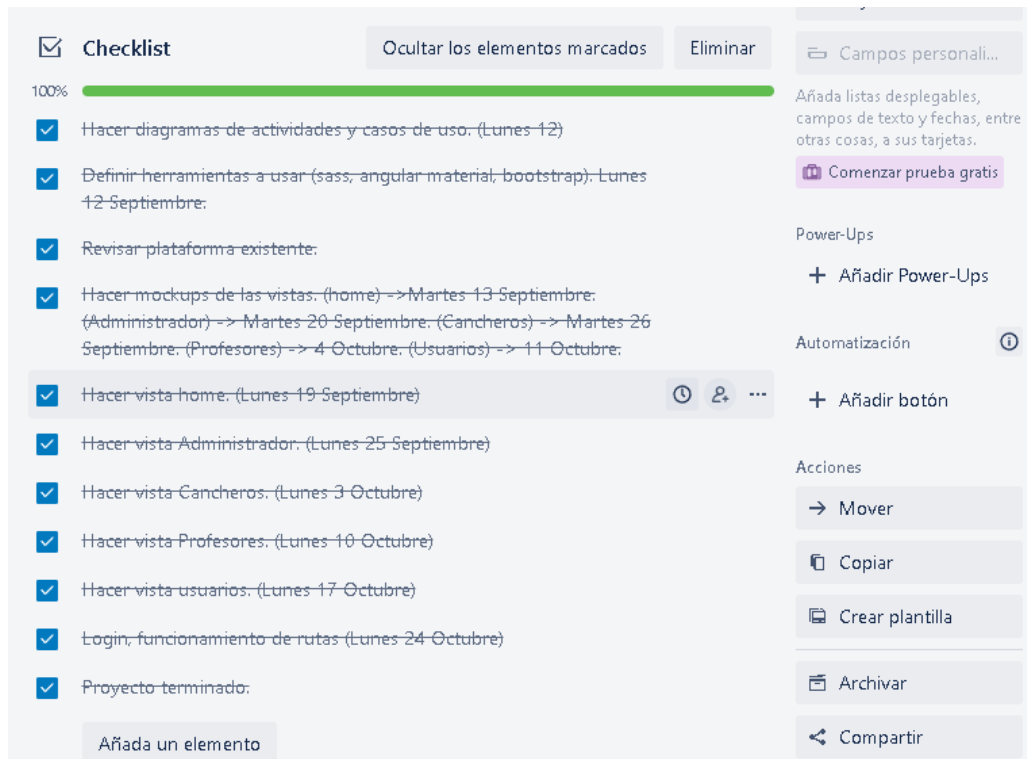 Checklist
Ocultar los elementos marcados
Eliminar
100%
Hacer diagramas de actividades y casos de uso. (Lunes 12)
Definir herramientas a usar (sass, angular material, bootstrap). Lunes
12 Septiembre.
Revisar plataforma existente.
Hacer mockups de las vistas. (home) ->Martes 13 Septiembre.
(Administrador) -> Martes 20 Septiembre. (Cancheros) -> Martes 26
Septiembre. (Profesores) -> 4 Octubre. (Usuarios) -> 11 Octubre.
Hacer vista home. (Lunes 19 Septiembre)
Hacer vista Administrador. (Lunes 25 Septiembre)
Hacer vista Cancheros. (Lunes 3 Octubre)
Hacer vista Profesores. (Lunes 10 Octubre)
Hacer vista usuarios. (Lunes 17 Octubre)
Login, funcionamiento de rutas (Lunes 24 Octubre)
Proyecto terminado.
Añada un elemento
Campos personali...
Añada listas desplegables,
campos de texto y fechas, entre
otras cosas, a sus tarjetas.
Comenzar prueba gratis
Power-Ups
+ Añadir Power-Ups
Automatización
+ Añadir botón
Acciones
Mover
Copiar
Crear plantilla
Archivar
Compartir